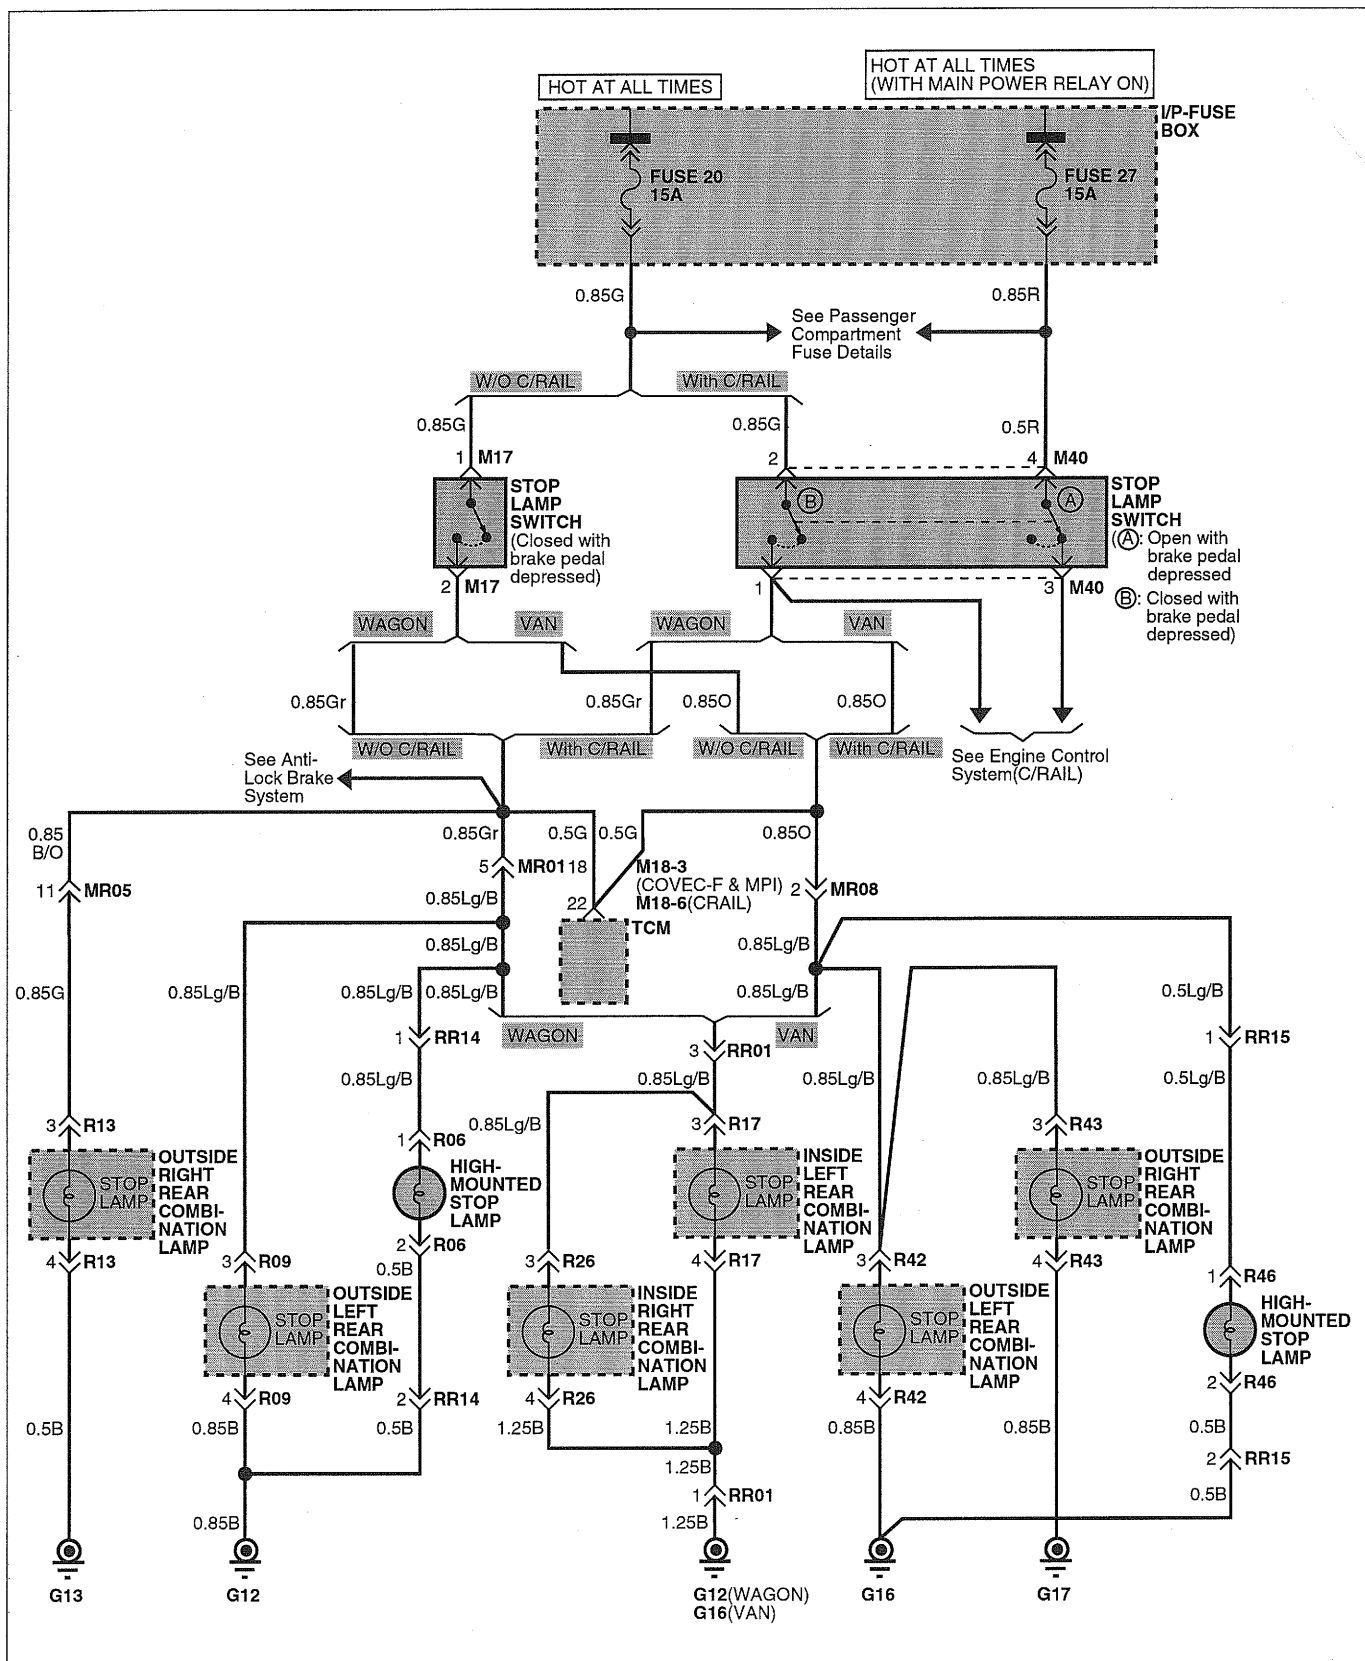 HOT AT ALL TIMES
HOT AT ALL TIMES
(WITH MAIN POWER RELAY ON)
I/P-FUSE
BOX
FUSE 20
15A
FUSE 27
15A
0.85G
0.85R
See Passenger
Compartment
Fuse Details
W/O C/RAIL
With C/RAIL
0.85G
0.85G
0.5R
1 M17
2
4 M40
STOP
LAMP
SWITCH
(Closed with
brake pedal
depressed)
B
A
STOP
LAMP
SWITCH
(A: Open with
brake pedal
depressed
B: Closed with
brake pedal
depressed)
2 M17
1
3 M40
WAGON
VAN
WAGON
VAN
0.85Gr
0.85Gr
0.85O
0.85O
W/O C/RAIL
With C/RAIL
W/O C/RAIL
With C/RAIL
See Engine Control
System(C/RAIL)
See Anti-
Lock Brake
System
0.85
B/O
0.85Gr
0.5G
0.5G
0.85O
11 MR05
5 MR01
18
M18-3
(COVEC-F & MPI)
M18-6(CRAIL)
2 MR08
0.85Lg/B
22
TCM
0.85Lg/B
0.85Lg/B
0.85G
0.85Lg/B
0.85Lg/B
0.85Lg/B
0.85Lg/B
0.5Lg/B
WAGON
VAN
1 RR14
3 RR01
1 RR15
0.85Lg/B
0.85Lg/B
0.85Lg/B
0.85Lg/B
0.5Lg/B
3 R13
1 R06
0.85Lg/B
3 R17
3 R43
STOP
LAMP
OUTSIDE
RIGHT
REAR
COMBI-
NATION
LAMP
HIGH-
MOUNTED
STOP
LAMP
STOP
LAMP
INSIDE
LEFT
REAR
COMBI-
NATION
LAMP
STOP
LAMP
OUTSIDE
RIGHT
REAR
COMBI-
NATION
LAMP
4 R13
3 R09
2 R06
0.5B
3 R26
4 R17
3 R42
4 R43
1 R46
STOP
LAMP
OUTSIDE
LEFT
REAR
COMBI-
NATION
LAMP
STOP
LAMP
INSIDE
RIGHT
REAR
COMBI-
NATION
LAMP
STOP
LAMP
OUTSIDE
LEFT
REAR
COMBI-
NATION
LAMP
HIGH-
MOUNTED
STOP
LAMP
4 R09
2 RR14
4 R26
4 R42
2 R46
0.5B
0.85B
0.5B
1.25B
1.25B
0.85B
0.85B
0.5B
1.25B
2 RR15
1 RR01
0.5B
0.85B
1.25B
G13
G12
G12(WAGON)
G16(VAN)
G16
G17